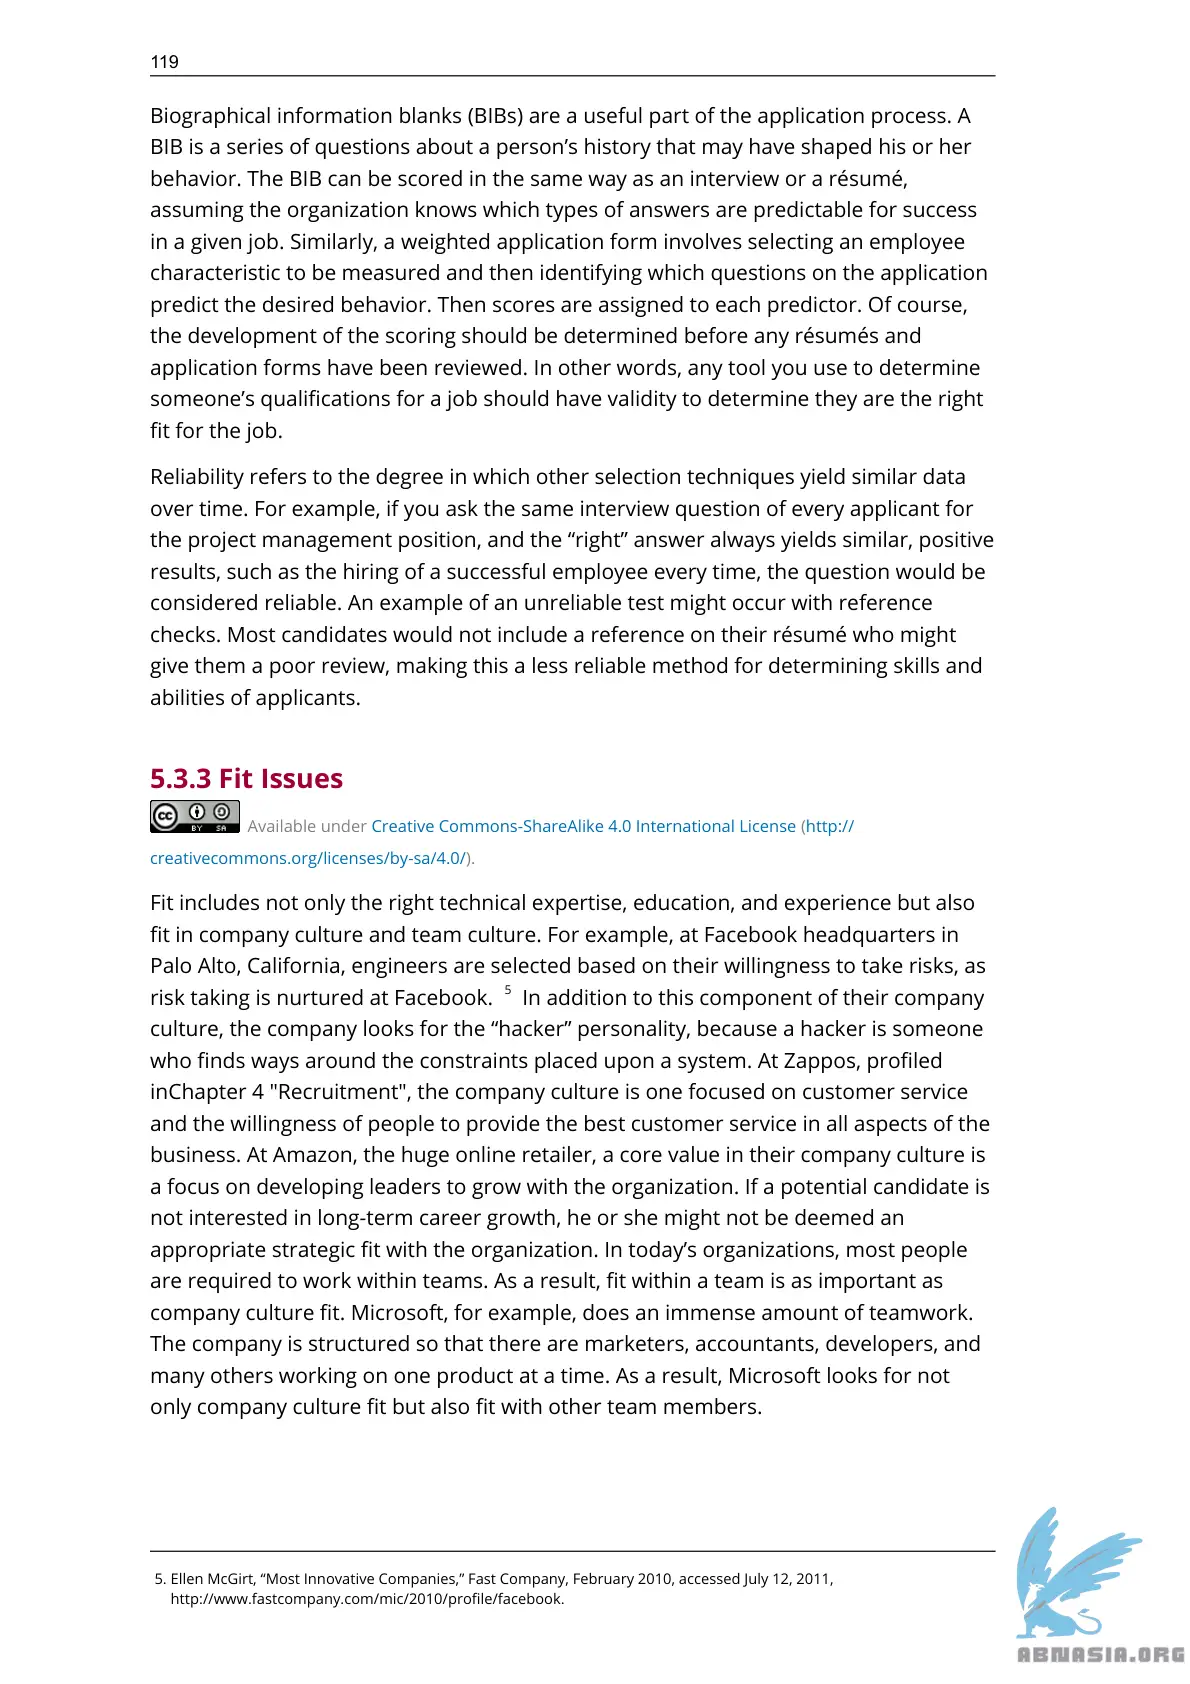 119
Biographical information blanks (BIBs) are a useful part of the application process. A
BIB is a series of questions about a person’s history that may have shaped his or her
behavior. The BIB can be scored in the same way as an interview or a résumé,
assuming the organization knows which types of answers are predictable for success
in a given job. Similarly, a weighted application form involves selecting an employee
characteristic to be measured and then identifying which questions on the application
predict the desired behavior. Then scores are assigned to each predictor. Of course,
the development of the scoring should be determined before any résumés and
application forms have been reviewed. In other words, any tool you use to determine
someone’s qualifications for a job should have validity to determine they are the right
fit for the job.
Reliability refers to the degree in which other selection techniques yield similar data
over time. For example, if you ask the same interview question of every applicant for
the project management position, and the “right” answer always yields similar, positive
results, such as the hiring of a successful employee every time, the question would be
considered reliable. An example of an unreliable test might occur with reference
checks. Most candidates would not include a reference on their résumé who might
give them a poor review, making this a less reliable method for determining skills and
abilities of applicants.
5.3.3 Fit Issues
cc BY SA Available under Creative Commons-ShareAlike 4.0 International License (http://
creativecommons.org/licenses/by-sa/4.0/).
Fit includes not only the right technical expertise, education, and experience but also
fit in company culture and team culture. For example, at Facebook headquarters in
Palo Alto, California, engineers are selected based on their willingness to take risks, as
risk taking is nurtured at Facebook. 5 In addition to this component of their company
culture, the company looks for the “hacker” personality, because a hacker is someone
who finds ways around the constraints placed upon a system. At Zappos, profiled
inChapter 4 "Recruitment", the company culture is one focused on customer service
and the willingness of people to provide the best customer service in all aspects of the
business. At Amazon, the huge online retailer, a core value in their company culture is
a focus on developing leaders to grow with the organization. If a potential candidate is
not interested in long-term career growth, he or she might not be deemed an
appropriate strategic fit with the organization. In today’s organizations, most people
are required to work within teams. As a result, fit within a team is as important as
company culture fit. Microsoft, for example, does an immense amount of teamwork.
The company is structured so that there are marketers, accountants, developers, and
many others working on one product at a time. As a result, Microsoft looks for not
only company culture fit but also fit with other team members.
5. Ellen McGirt, “Most Innovative Companies,” Fast Company, February 2010, accessed July 12, 2011,
http://www.fastcompany.com/mic/2010/profile/facebook.
ABNASIA.ORG